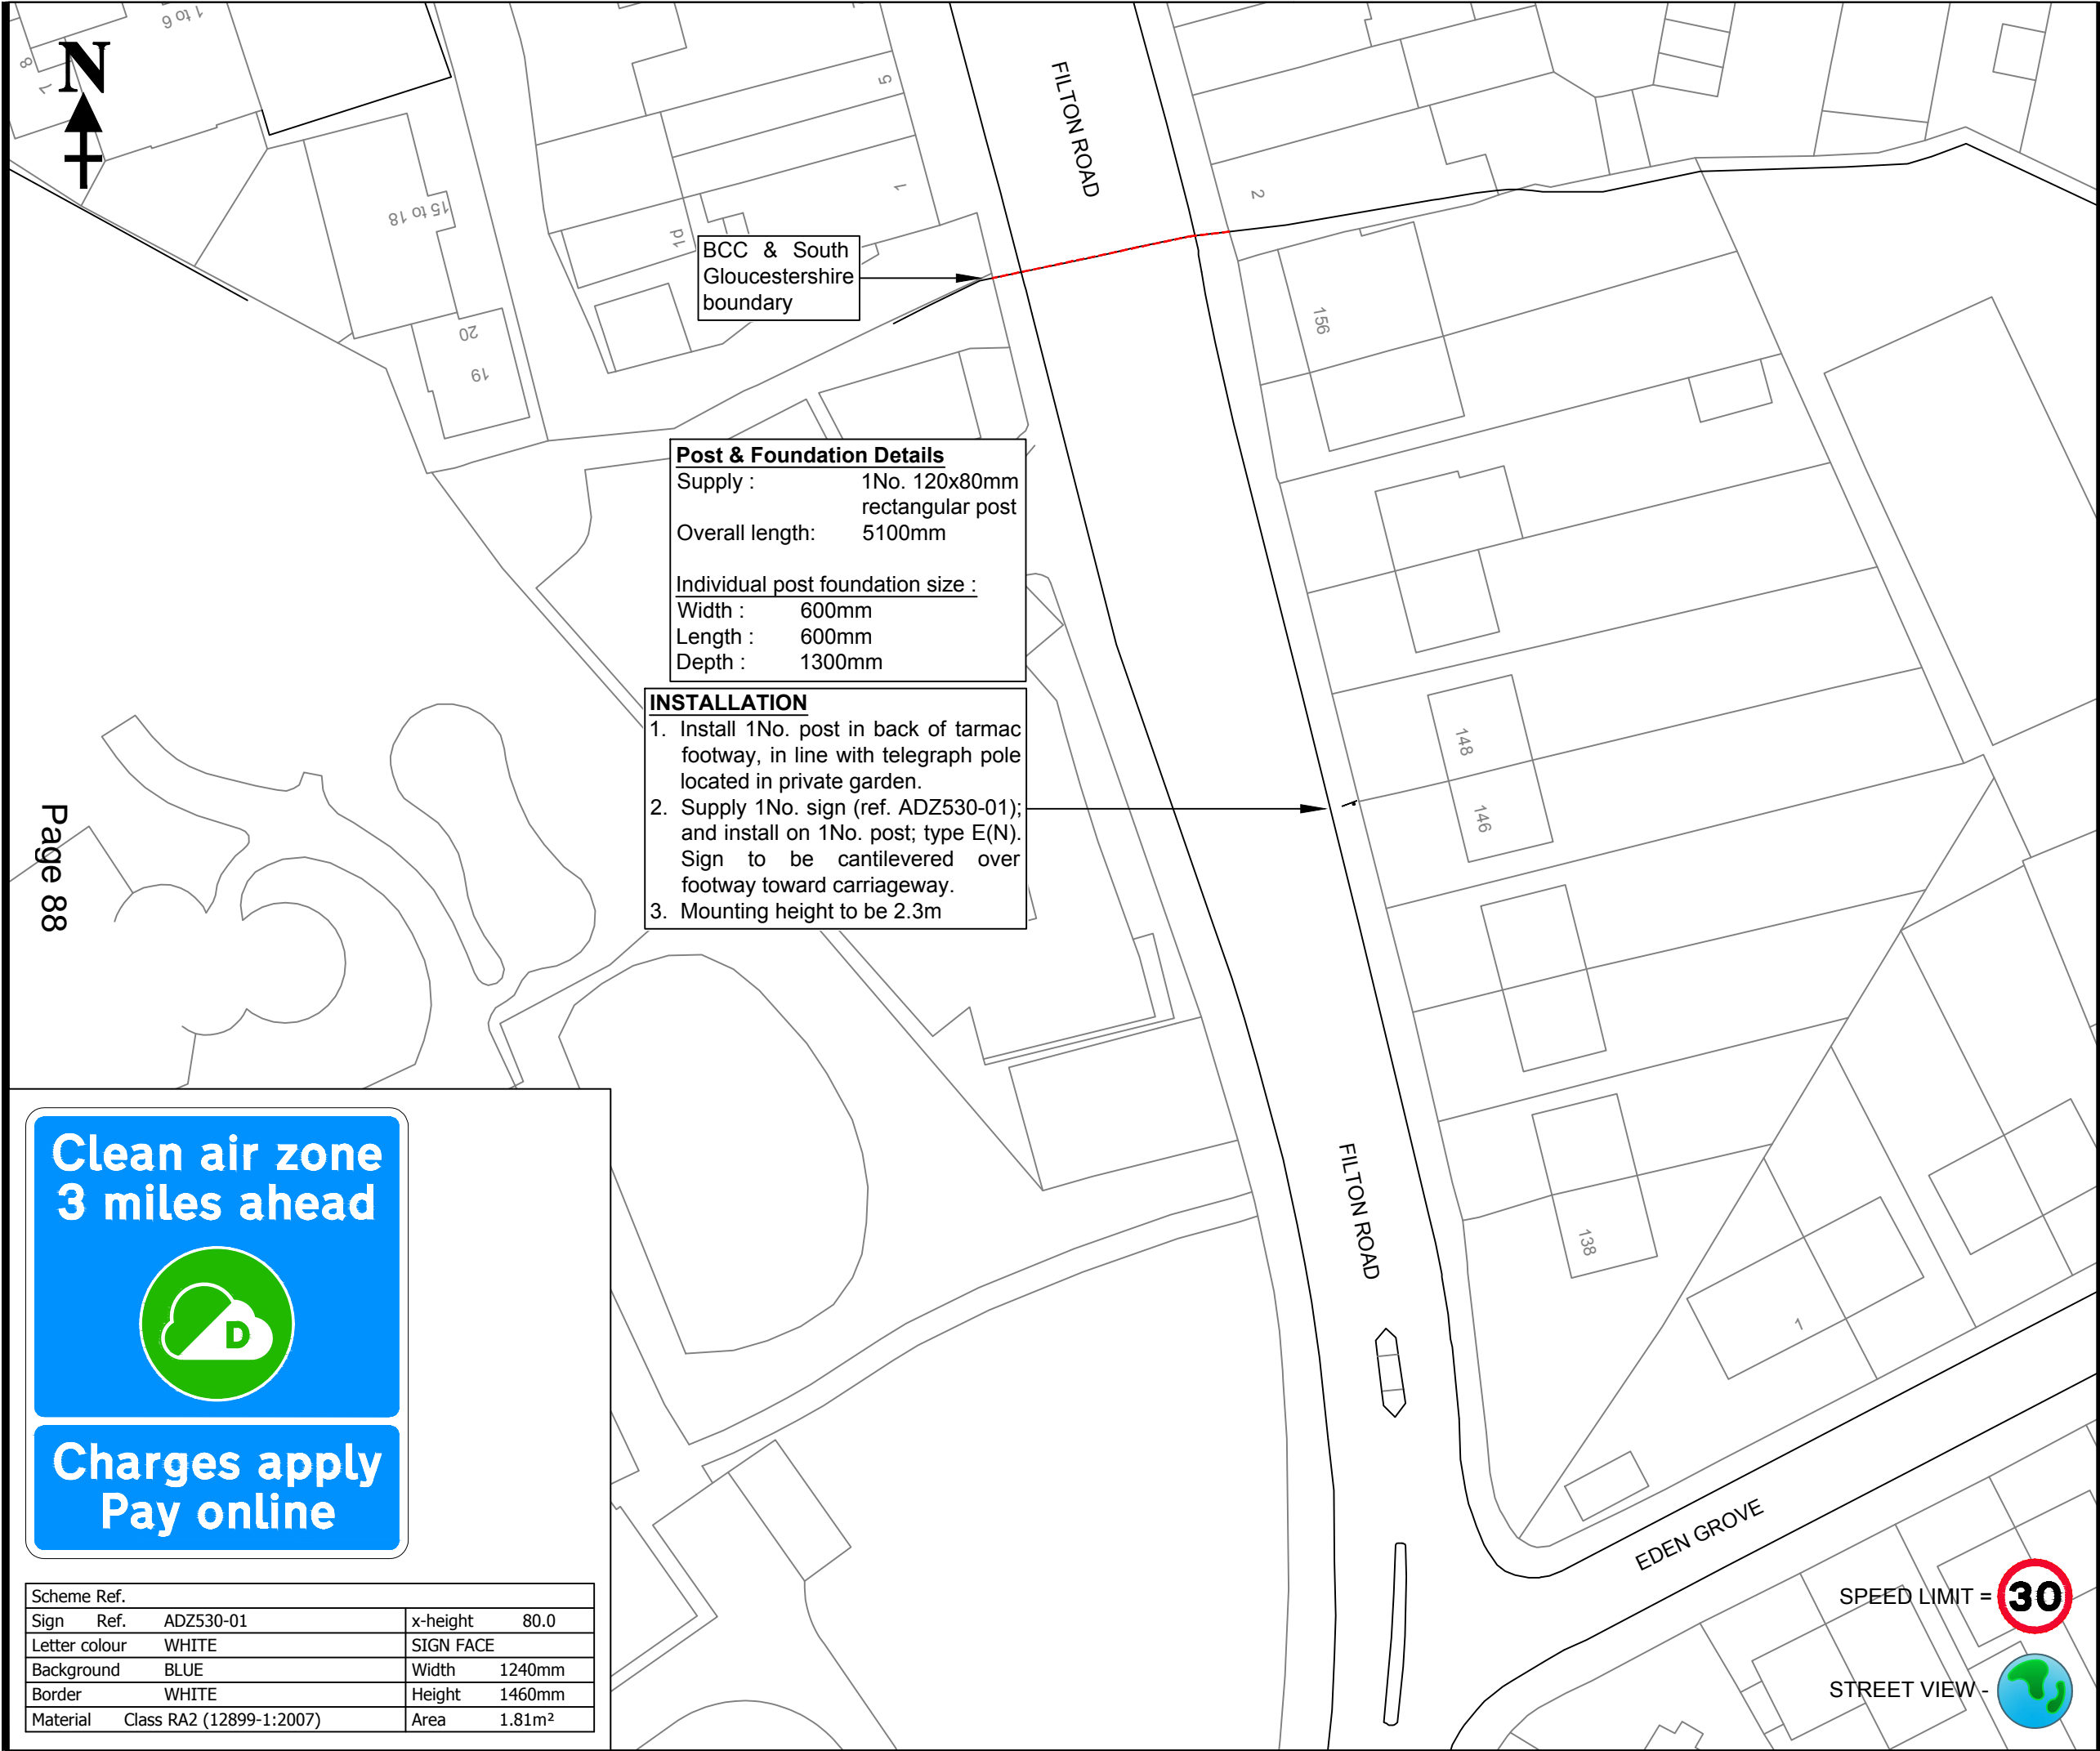 N
1 to 6
8
7
5
FILTON ROAD
2
15 to 18
1
1d
BCC & South
Gloucestershire
boundary
20
19
156
Post & Foundation Details
Supply : 1No. 120x80mm
rectangular post
Overall length: 5100mm
Individual post foundation size :
Width : 600mm
Length : 600mm
Depth : 1300mm
INSTALLATION
1. Install 1No. post in back of tarmac
footway, in line with telegraph pole
located in private garden.
2. Supply 1No. sign (ref. ADZ530-01);
and install on 1No. post; type E(N).
Sign to be cantilevered over
footway toward carriageway.
3. Mounting height to be 2.3m
148
146
Page 88
Clean air zone
3 miles ahead
D
Charges apply
Pay online
FILTON ROAD
138
1
EDEN GROVE
Scheme Ref.
Sign Ref. ADZ530-01 x-height 80.0
Letter colour WHITE SIGN FACE
Background BLUE Width 1240mm
Border WHITE Height 1460mm
Material Class RA2 (12899-1:2007) Area 1.81m²
SPEED LIMIT = 30
STREET VIEW -